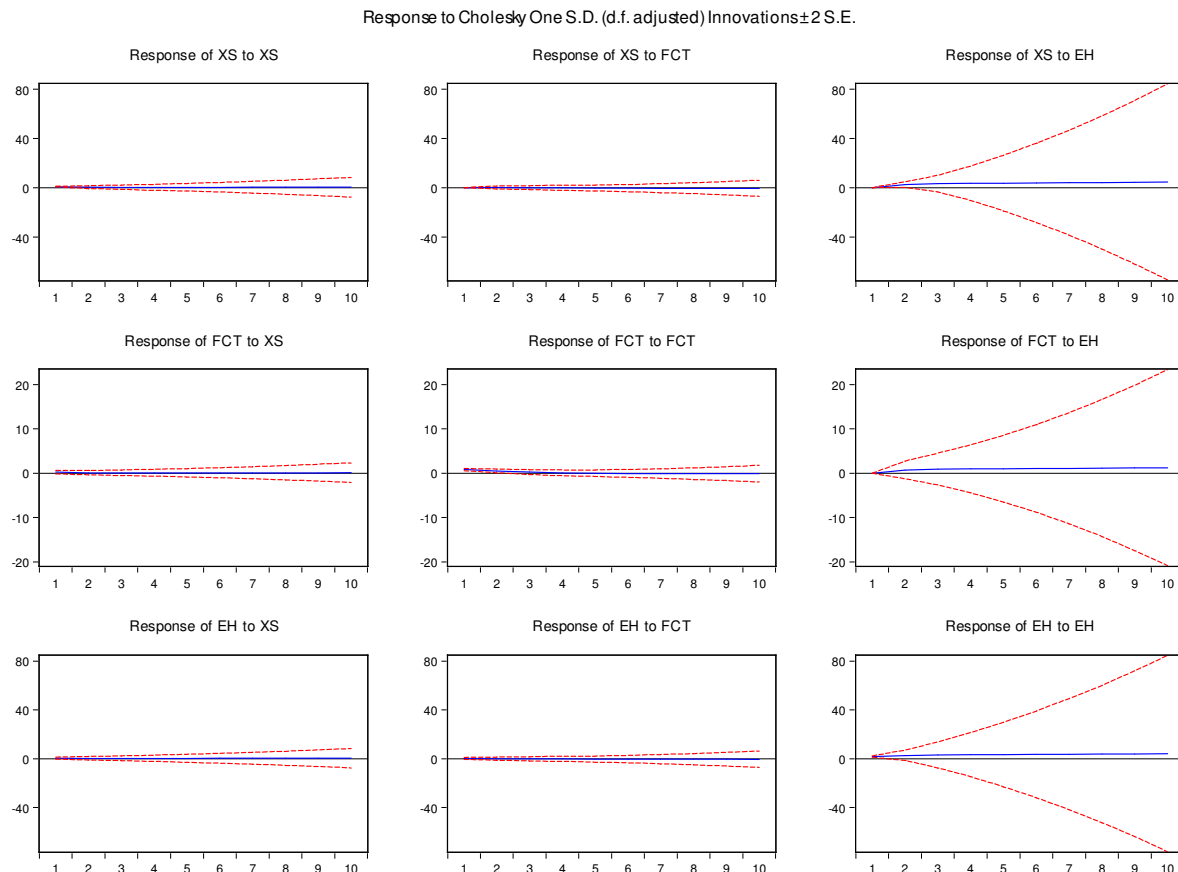 Response to Cholesky One S.D. (d.f. adjusted) Innovations ± 2 S.E.
Response of XS to XS
80
40
0
-40
1 2 3 4 5 6 7 8 9 10
Response of XS to FCT
80
40
0
-40
1 2 3 4 5 6 7 8 9 10
Response of XS to EH
80
40
0
-40
1 2 3 4 5 6 7 8 9 10
Response of FCT to XS
20
10
0
-10
-20
1 2 3 4 5 6 7 8 9 10
Response of FCT to FCT
20
10
0
-10
-20
1 2 3 4 5 6 7 8 9 10
Response of FCT to EH
20
10
0
-10
-20
1 2 3 4 5 6 7 8 9 10
Response of EH to XS
80
40
0
-40
1 2 3 4 5 6 7 8 9 10
Response of EH to FCT
80
40
0
-40
1 2 3 4 5 6 7 8 9 10
Response of EH to EH
80
40
0
-40
1 2 3 4 5 6 7 8 9 10